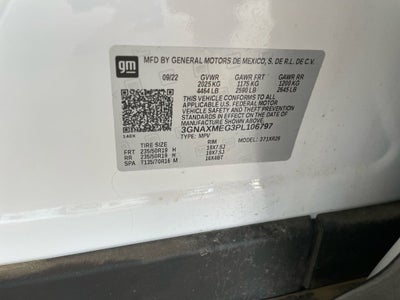 gm
MFD BY GENERAL MOTORS DE MEXICO, S. DE R.L. DE C.V.
09/22 GVWR GAWR FRT GAWR RR
2025 KG 1175 KG 1200 KG
4464 LB 2590 LB 2645 LB
THIS VEHICLE CONFORMS TO ALL
APPLICABLE U.S. FEDERAL MOTOR
VEHICLE SAFETY AND THEFT PREVENTION
STANDARDS IN EFFECT ON THE DATE OF
MANUFACTURE SHOWN ABOVE.
3GNAXMEG3PL106797
TYPE: MPV MODEL: 1XR26
TIRE SIZE RIM
FRT 235/50R19 H 19X7.5J
RR 235/50R19 H 19X7.5J
SPA T135/70R16 M 16X4BT